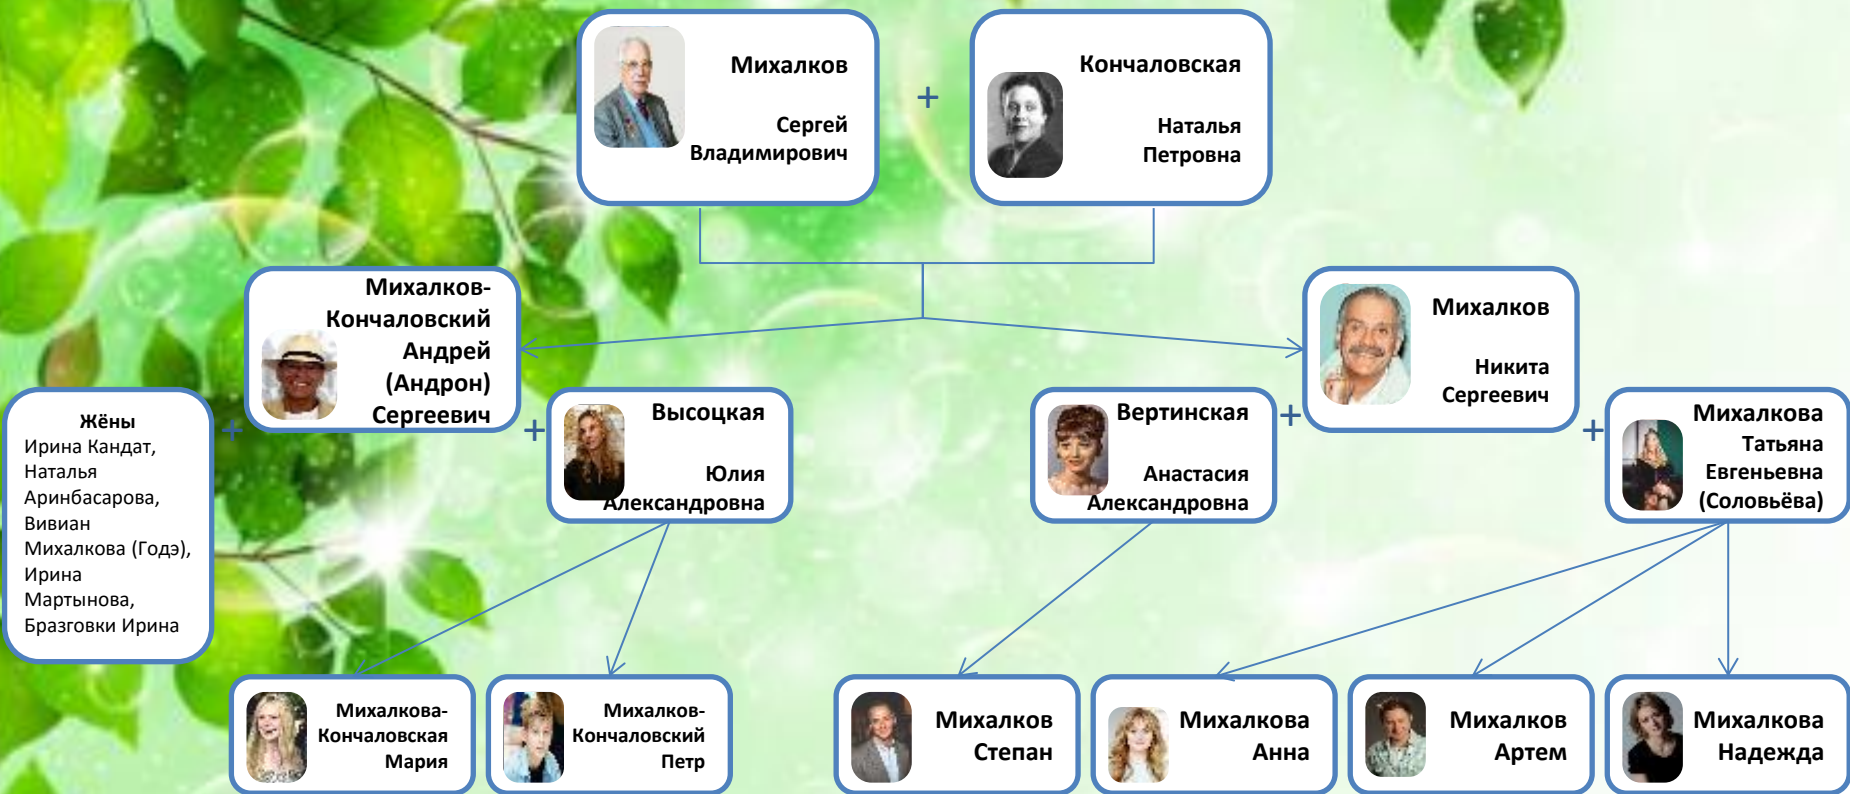 Михалков
Сергей
Владимирович
+
Кончаловская
Наталья
Петровна
Михалков-
Кончаловский
Андрей
(Андрон)
Сергеевич
Михалков
Никита
Сергеевич
Жёны
Ирина Кандат,
Наталья
Аринбасарова,
Вивиан
Михалкова (Годэ),
Ирина
Мартынова,
Бразговки Ирина
+
+
Высоцкая
Юлия
Александровна
Вертинская
Анастасия
Александровна
+
+
Михалкова
Татьяна
Евгеньевна
(Соловьёва)
Михалкова-
Кончаловская
Мария
Михалков-
Кончаловский
Петр
Михалков
Степан
Михалкова
Анна
Михалков
Артем
Михалкова
Надежда